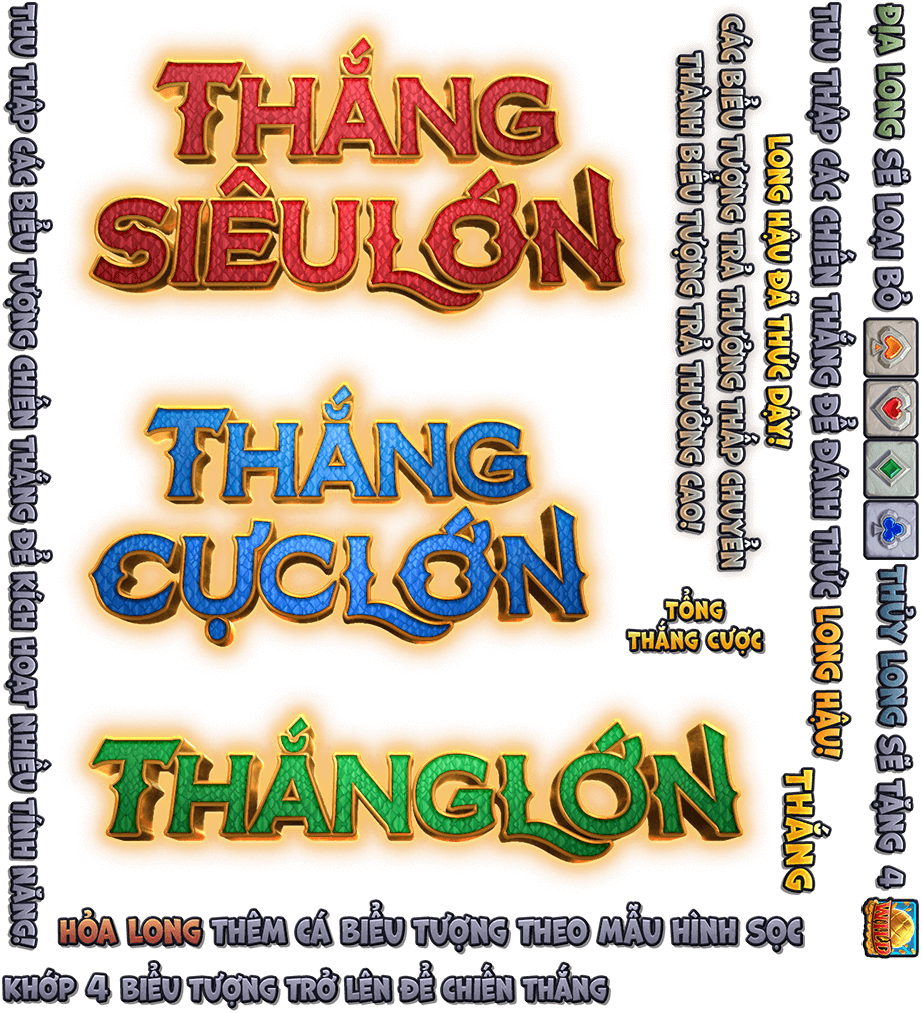 THẮNG
SIÊU LỚN
THẮNG
CỰC LỚN
THẮNG LỚN
TỔNG
THẮNG CƯỢC
THẮNG
THU THẬP CÁC BIỂU TƯỢNG CHIẾN THẮNG ĐỂ KÍCH HOẠT NHIỀU TÍNH NĂNG!
CÁC BIỂU TƯỢNG TRẢ THƯỞNG THẤP CHUYỂN
THÀNH BIỂU TƯỢNG TRẢ THƯỞNG CAO!
LONG HẬU ĐÃ THỨC DẬY!
THU THẬP CÁC CHIẾN THẮNG ĐỂ ĐÁNH THỨC LONG HẬU!
ĐỊA LONG SẼ LOẠI BỎ
THỦY LONG SẼ TẶNG 4
WILD
HỎA LONG THÊM CÁ BIỂU TƯỢNG THEO MẪU HÌNH SỌC
KHỚP 4 BIỂU TƯỢNG TRỞ LÊN ĐỂ CHIẾN THẮNG